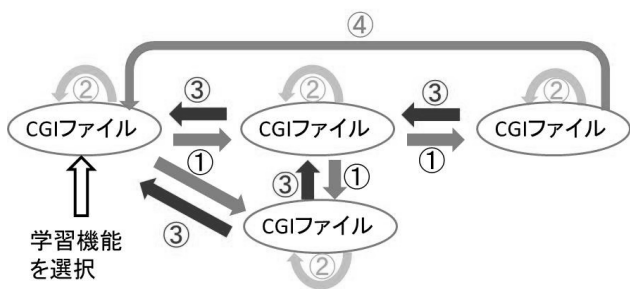 ④
② ② ②
③ ③
CGIファイル CGIファイル CGIファイル
① ① ①
③
③ CGIファイル
学習機能
を選択
②